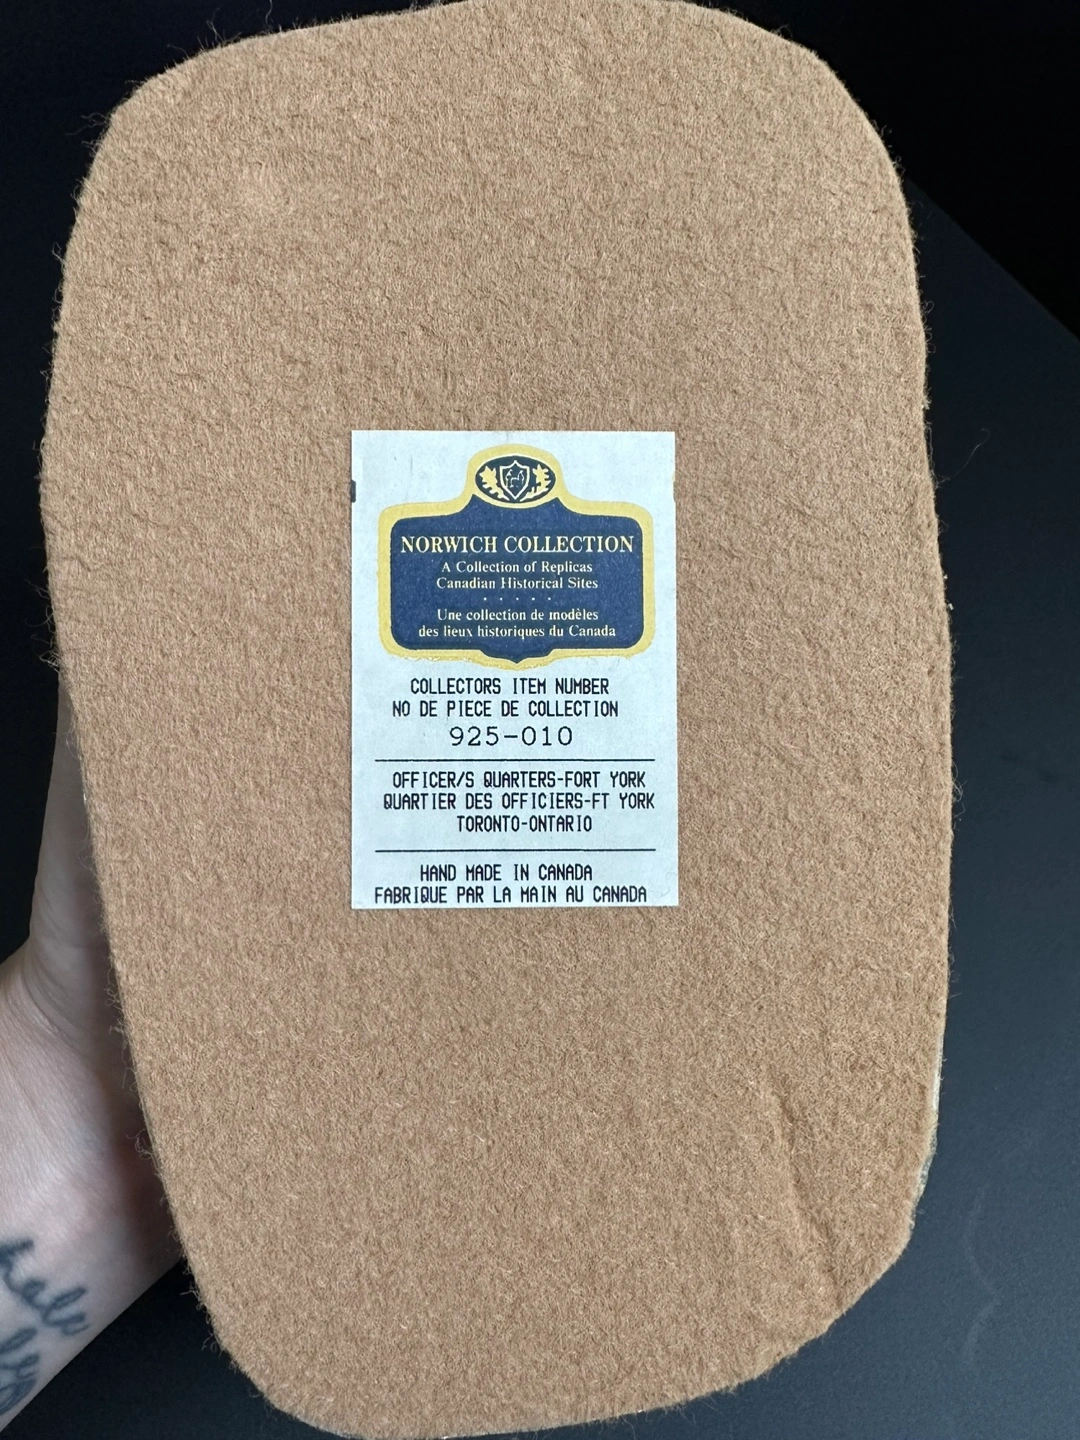 NORWICH COLLECTION
A Collection of Replicas
Canadian Historical Sites
Une collection de modèles
des lieux historiques du Canada
COLLECTORS ITEM NUMBER
NO DE PIECE DE COLLECTION
925-010
OFFICER/S QUARTERS-FORT YORK
QUARTIER DES OFFICIERS-FT YORK
TORONTO-ONTARIO
HAND MADE IN CANADA
FABRIQUE PAR LA MAIN AU CANADA